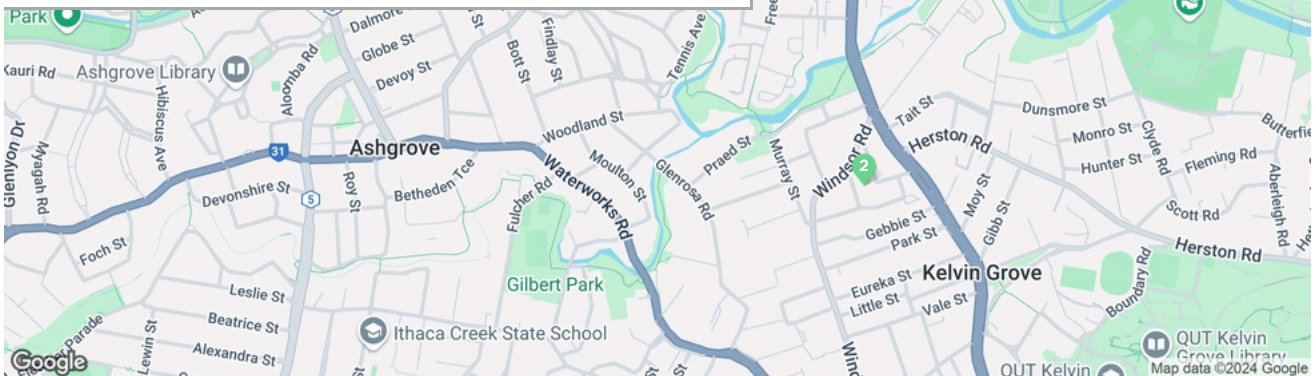 Park
Dalmore
Globe St
Devoy St
Kauri Rd
Ashgrove Library
Aloomba Rd
Hibiscus Ave
Bott St
Findlay St
Tennis Ave
Woodland St
Glenlyon Dr
Myagah Rd
31
Ashgrove
5
Devonshire St
Roy St
Betheden Tce
Fulcher Rd
Waterworks Rd
Moulton St
Glenrosa Rd
Praed St
Murray St
Windsor Rd
2
Tait St
Herston Rd
Dunsmore St
Monro St
Hunter St
Clyde Rd
Fleming Rd
Aberleigh Rd
Scott Rd
Herston Rd
Moy St
Gibb St
Gebbie St
Park St
Kelvin Grove
Eureka St
Little St
Vale St
Boundary Rd
Foch St
Leslie St
Beatrice St
Alexandra St
Lewin St
Parade
Gilbert Park
Ithaca Creek State School
QUT Kelvin
Grove Library
QUT Kelvin
Google
Map data ©2024 Google